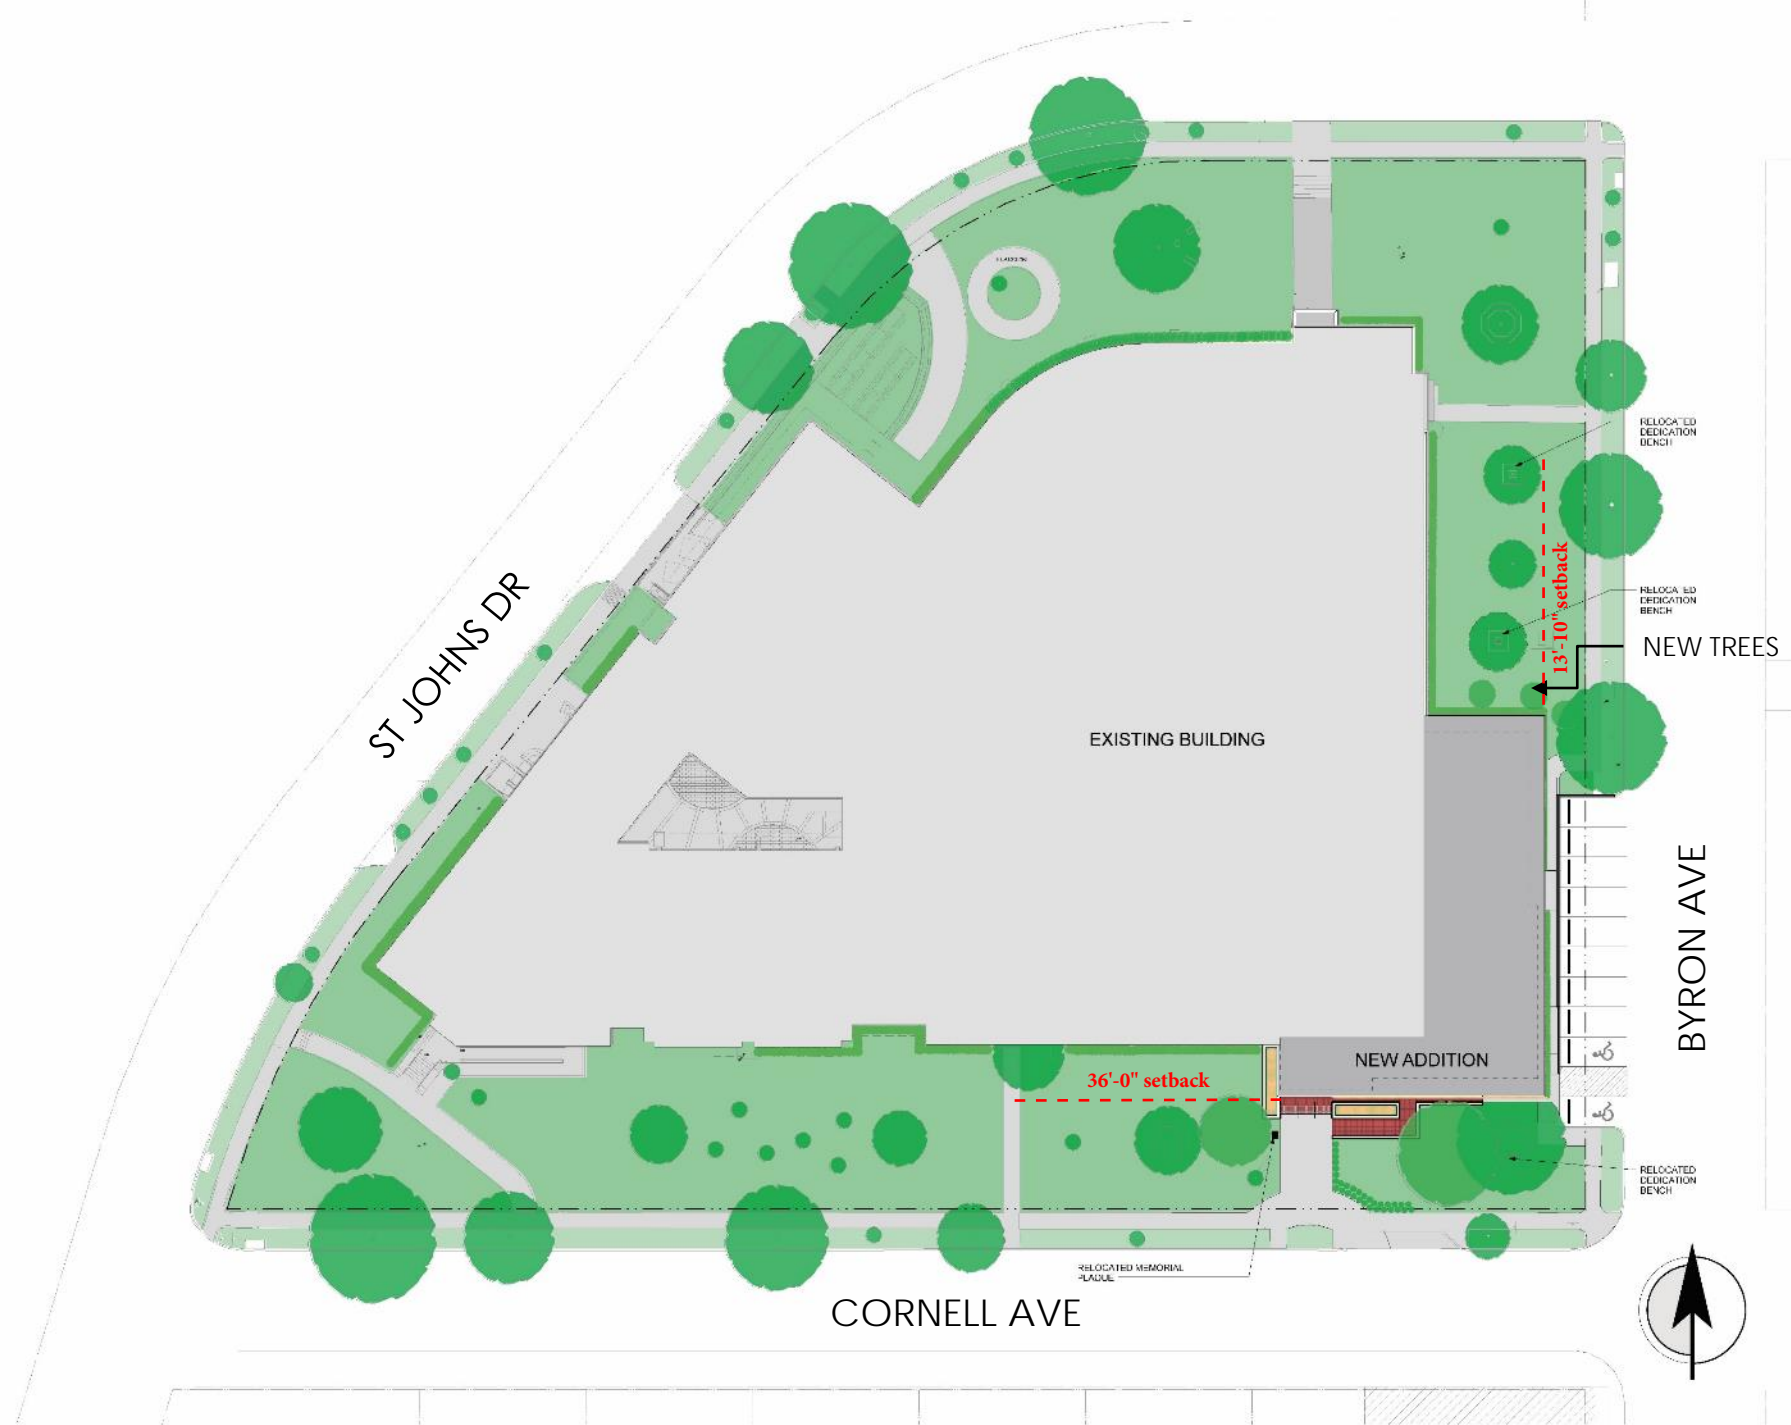 RELOCATED
DEDICATION
BENCH
13'-10" setback
RELOCATED
DEDICATION
BENCH
NEW TREES
ST JOHNS DR
EXISTING BUILDING
BYRON AVE
NEW ADDITION
36'-0" setback
RELOCATED
DEDICATION
BENCH
RELOCATED MEMORIAL
PLAQUE
CORNELL AVE